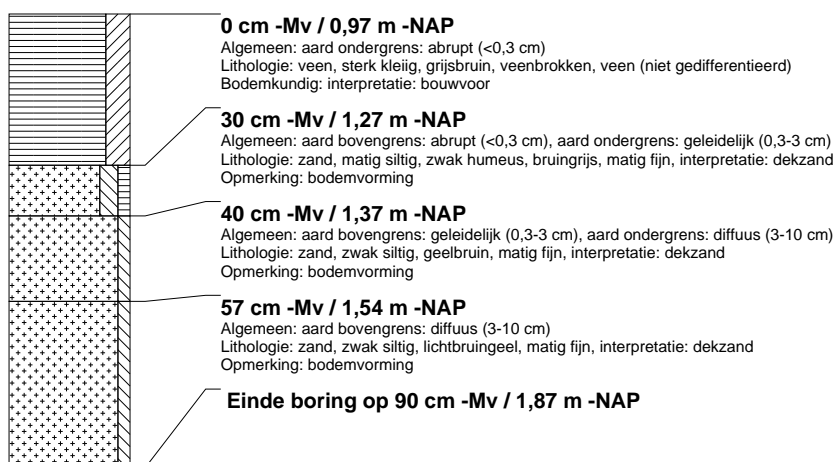 0 cm -Mv / 0,97 m -NAP
Algemeen: aard ondergrens: abrupt (<0,3 cm)
Lithologie: veen, sterk kleiig, grijsbruin, veenbrokken, veen (niet gedifferentieerd)
Bodemkundig: interpretatie: bouwvoor
30 cm -Mv / 1,27 m -NAP
Algemeen: aard bovengrens: abrupt (<0,3 cm), aard ondergrens: geleidelijk (0,3-3 cm)
Lithologie: zand, matig siltig, zwak humeus, bruingrijs, matig fijn, interpretatie: dekzand
Opmerking: bodemvorming
40 cm -Mv / 1,37 m -NAP
Algemeen: aard bovengrens: geleidelijk (0,3-3 cm), aard ondergrens: diffuus (3-10 cm)
Lithologie: zand, zwak siltig, geelbruin, matig fijn, interpretatie: dekzand
Opmerking: bodemvorming
57 cm -Mv / 1,54 m -NAP
Algemeen: aard bovengrens: diffuus (3-10 cm)
Lithologie: zand, zwak siltig, lichtbruingeel, matig fijn, interpretatie: dekzand
Opmerking: bodemvorming
Einde boring op 90 cm -Mv / 1,87 m -NAP